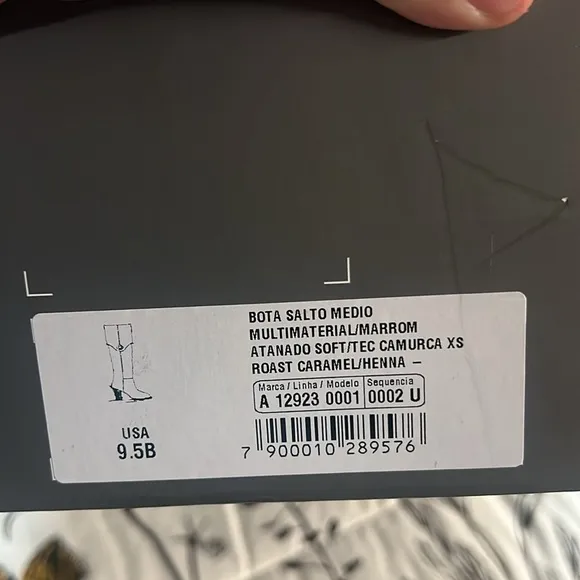 BOTA SALTO MEDIO
MULTIMATERIAL/MARROM
ATANADO SOFT/TEC CAMURCA XS
ROAST CARAMEL/HENNA –
Marca / Linha / Modelo Sequencia
A 12923 0001 0002 U
USA
9.5B
7 900010 289576